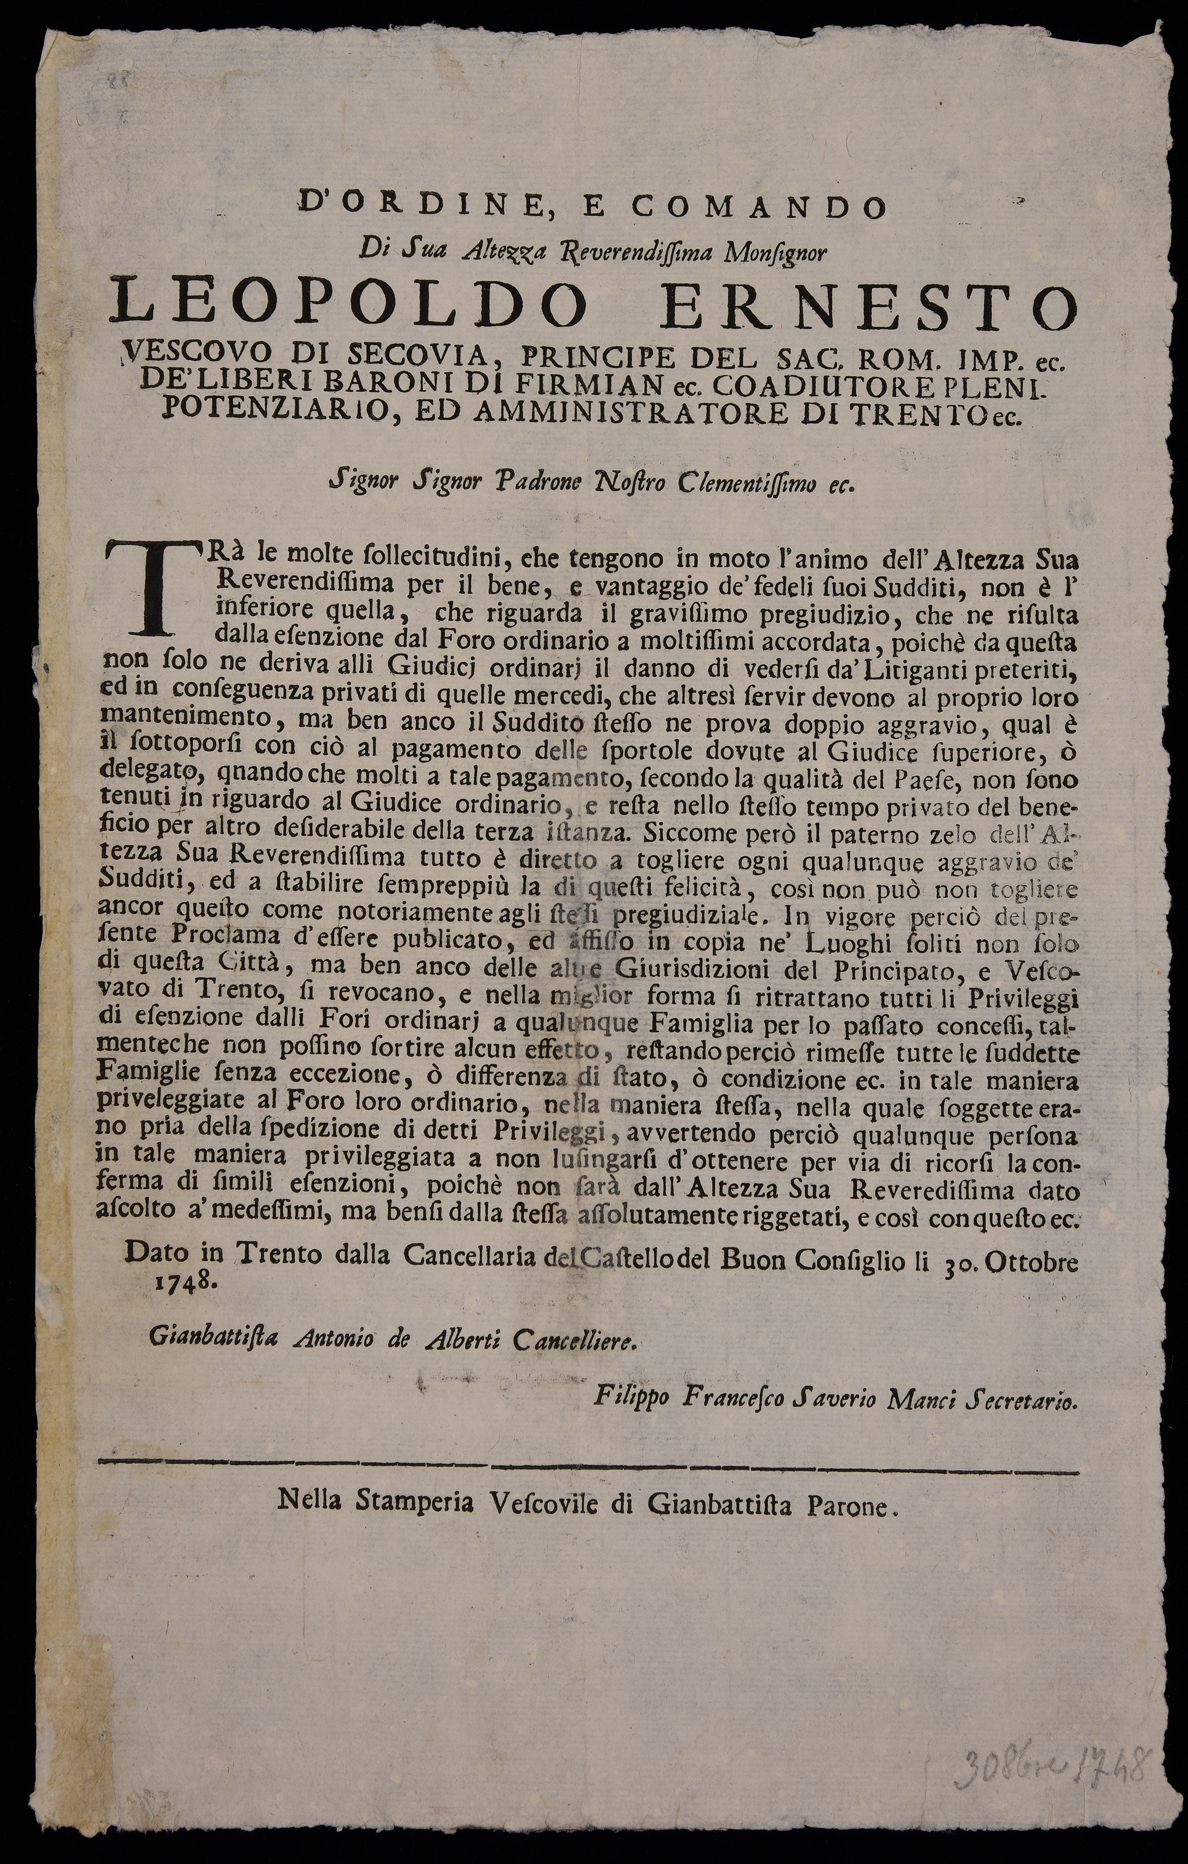 88
D'ORDINE, E COMANDO
Di Sua Altezza Reverendiſſima Monſignor
LEOPOLDO ERNESTO
VESCOVO DI SECOVIA, PRINCIPE DEL SAC. ROM. IMP. ec.
DE' LIBERI BARONI DI FIRMIAN ec. COADIUTORE PLENI-
POTENZIARIO, ED AMMINISTRATORE DI TRENTO ec.
Signor Signor Padrone Noſtro Clementiſſimo ec.
TRà le molte ſollecitudini, che tengono in moto l'animo dell' Altezza Sua
Reverendiſſima per il bene, e vantaggio de' fedeli ſuoi Sudditi, non è l'
inferiore quella, che riguarda il graviſſimo pregiudizio, che ne riſulta
dalla eſenzione dal Foro ordinario a moltiſſimi accordata, poichè da queſta
non ſolo ne deriva alli Giudicj ordinarj il danno di vederſi da' Litiganti preteriti,
ed in conſeguenza privati di quelle mercedi, che altresì ſervir devono al proprio loro
mantenimento, ma ben anco il Suddito ſteſſo ne prova doppio aggravio, qual è
il ſottoporſi con ciò al pagamento delle ſportole dovute al Giudice ſuperiore, ò
delegato, quando che molti a tale pagamento, ſecondo la qualità del Paeſe, non ſono
tenuti in riguardo al Giudice ordinario, e reſta nello ſteſſo tempo privato del bene-
ficio per altro deſiderabile della terza iſtanza. Siccome però il paterno zelo dell' Al-
tezza Sua Reverendiſſima tutto è diretto a togliere ogni qualunque aggravio de'
Sudditi, ed a ſtabilire ſempreppiù la di queſti felicità, così non può non togliere
ancor queſto come notoriamente agli ſteſſi pregiudiziale. In vigore perciò del pre-
ſente Proclama d'eſſere publicato, ed affiſſo in copia ne' Luoghi ſoliti non ſolo
di queſta Città, ma ben anco delle altre Giurisdizioni del Principato, e Veſco-
vato di Trento, ſi revocano, e nella miglior forma ſi ritrattano tutti li Privileggi
di eſenzione dalli Fori ordinarj a qualunque Famiglia per lo paſſato conceſſi, tal-
menteche non poſſino ſortire alcun effetto, reſtando perciò rimeſſe tutte le ſuddette
Famiglie ſenza eccezione, ò differenza di ſtato, ò condizione ec. in tale maniera
priveleggiate al Foro loro ordinario, nella maniera ſteſſa, nella quale ſoggette era-
no pria della ſpedizione di detti Privileggi, avvertendo perciò qualunque perſona
in tale maniera privileggiata a non luſingarſi d'ottenere per via di ricorſi la con-
ferma di ſimili eſenzioni, poichè non ſarà dall' Altezza Sua Reverediſſima dato
aſcolto a' medeſſimi, ma benſi dalla ſteſſa aſſolutamente riggetati, e così con queſto ec.
Dato in Trento dalla Cancellaria del Caſtello del Buon Conſiglio li 30. Ottobre
1748.
Gianbattiſta Antonio de Alberti Cancelliere.
Filippo Franceſco Saverio Manci Secretario.
Nella Stamperia Veſcovile di Gianbattiſta Parone.
30 8bre 1748